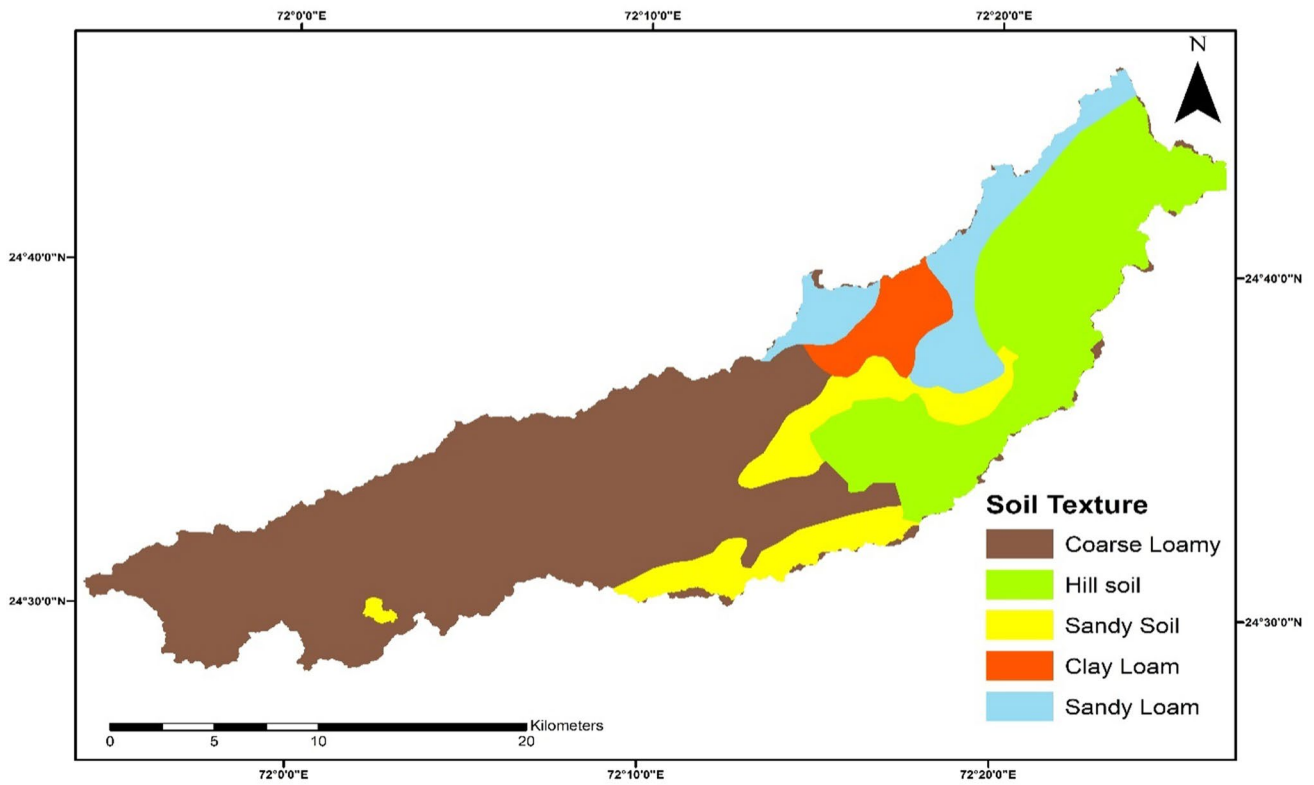 72°0'0"E 72°10'0"E 72°20'0"E
N
24°40'0"N
24°40'0"N
Soil Texture
Coarse Loamy
Hill soil
Sandy Soil
Clay Loam
Sandy Loam
24°30'0"N
24°30'0"N
Kilometers
0 5 10 20
72°0'0"E 72°10'0"E 72°20'0"E